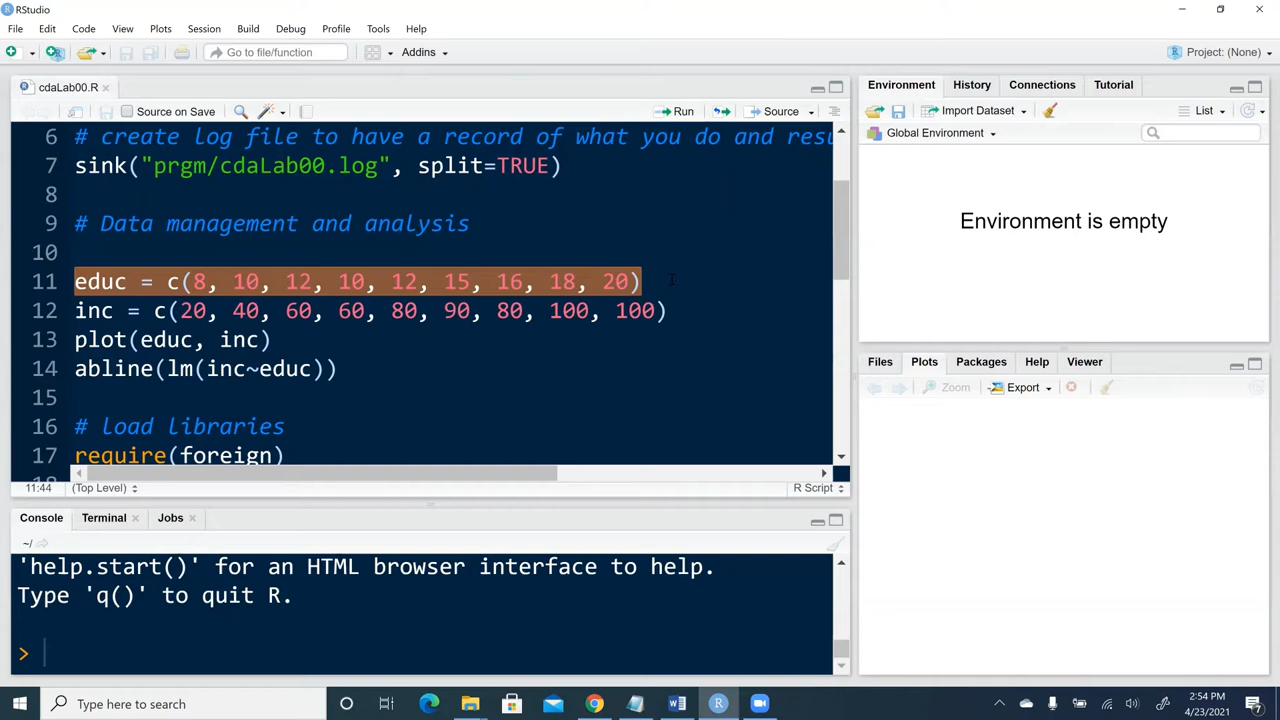 RStudio
File Edit Code View Plots Session Build Debug Profile Tools Help
Go to file/function Addins Project: (None)
cdaLab00.R
Source on Save Run Source
6 # create log file to have a record of what you do and resu
7 sink("prgm/cdaLab00.log", split=TRUE)
8
9 # Data management and analysis
10
11 educ = c(8, 10, 12, 10, 12, 15, 16, 18, 20)
12 inc = c(20, 40, 60, 60, 80, 90, 80, 100, 100)
13 plot(educ, inc)
14 abline(lm(inc~educ))
15
16 # load libraries
17 require(foreign)
11:44 (Top Level) R Script
Console Terminal Jobs
~/
'help.start()' for an HTML browser interface to help.
Type 'q()' to quit R.
>
Environment History Connections Tutorial
Import Dataset List
Global Environment
Environment is empty
Files Plots Packages Help Viewer
Zoom Export
Type here to search
2:54 PM
4/23/2021
7